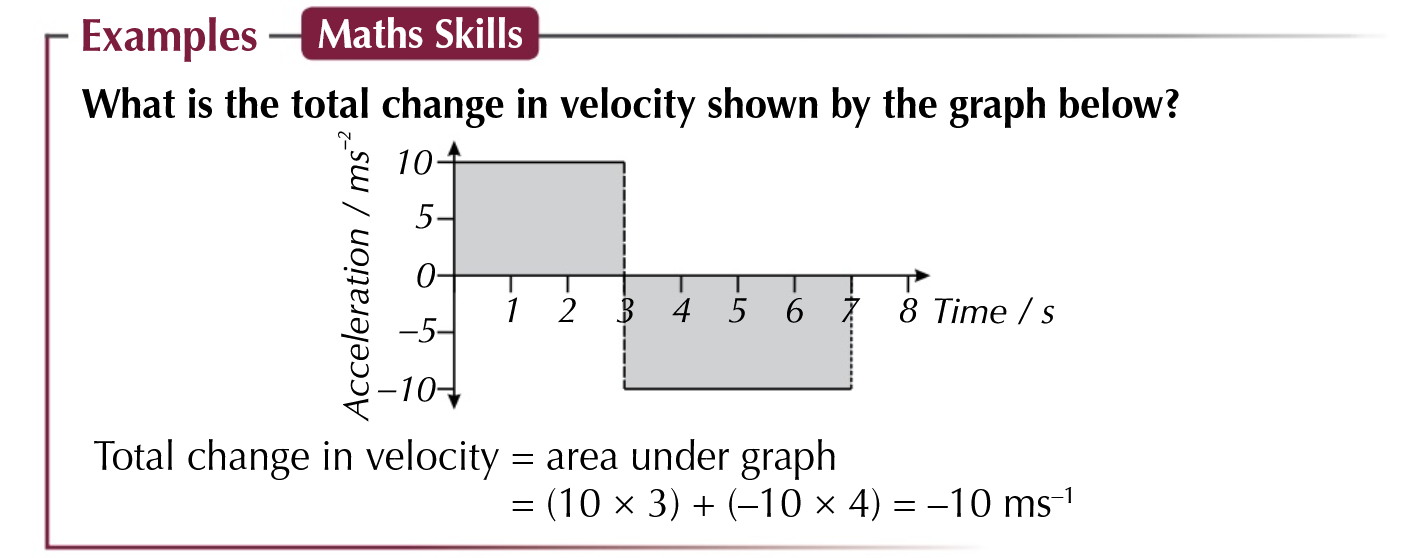 Examples Maths Skills
What is the total change in velocity shown by the graph below?
Acceleration / ms⁻²
10
5
0
–5
–10
1 2 3 4 5 6 7 8 Time / s
Total change in velocity = area under graph
= (10 × 3) + (–10 × 4) = –10 ms⁻¹